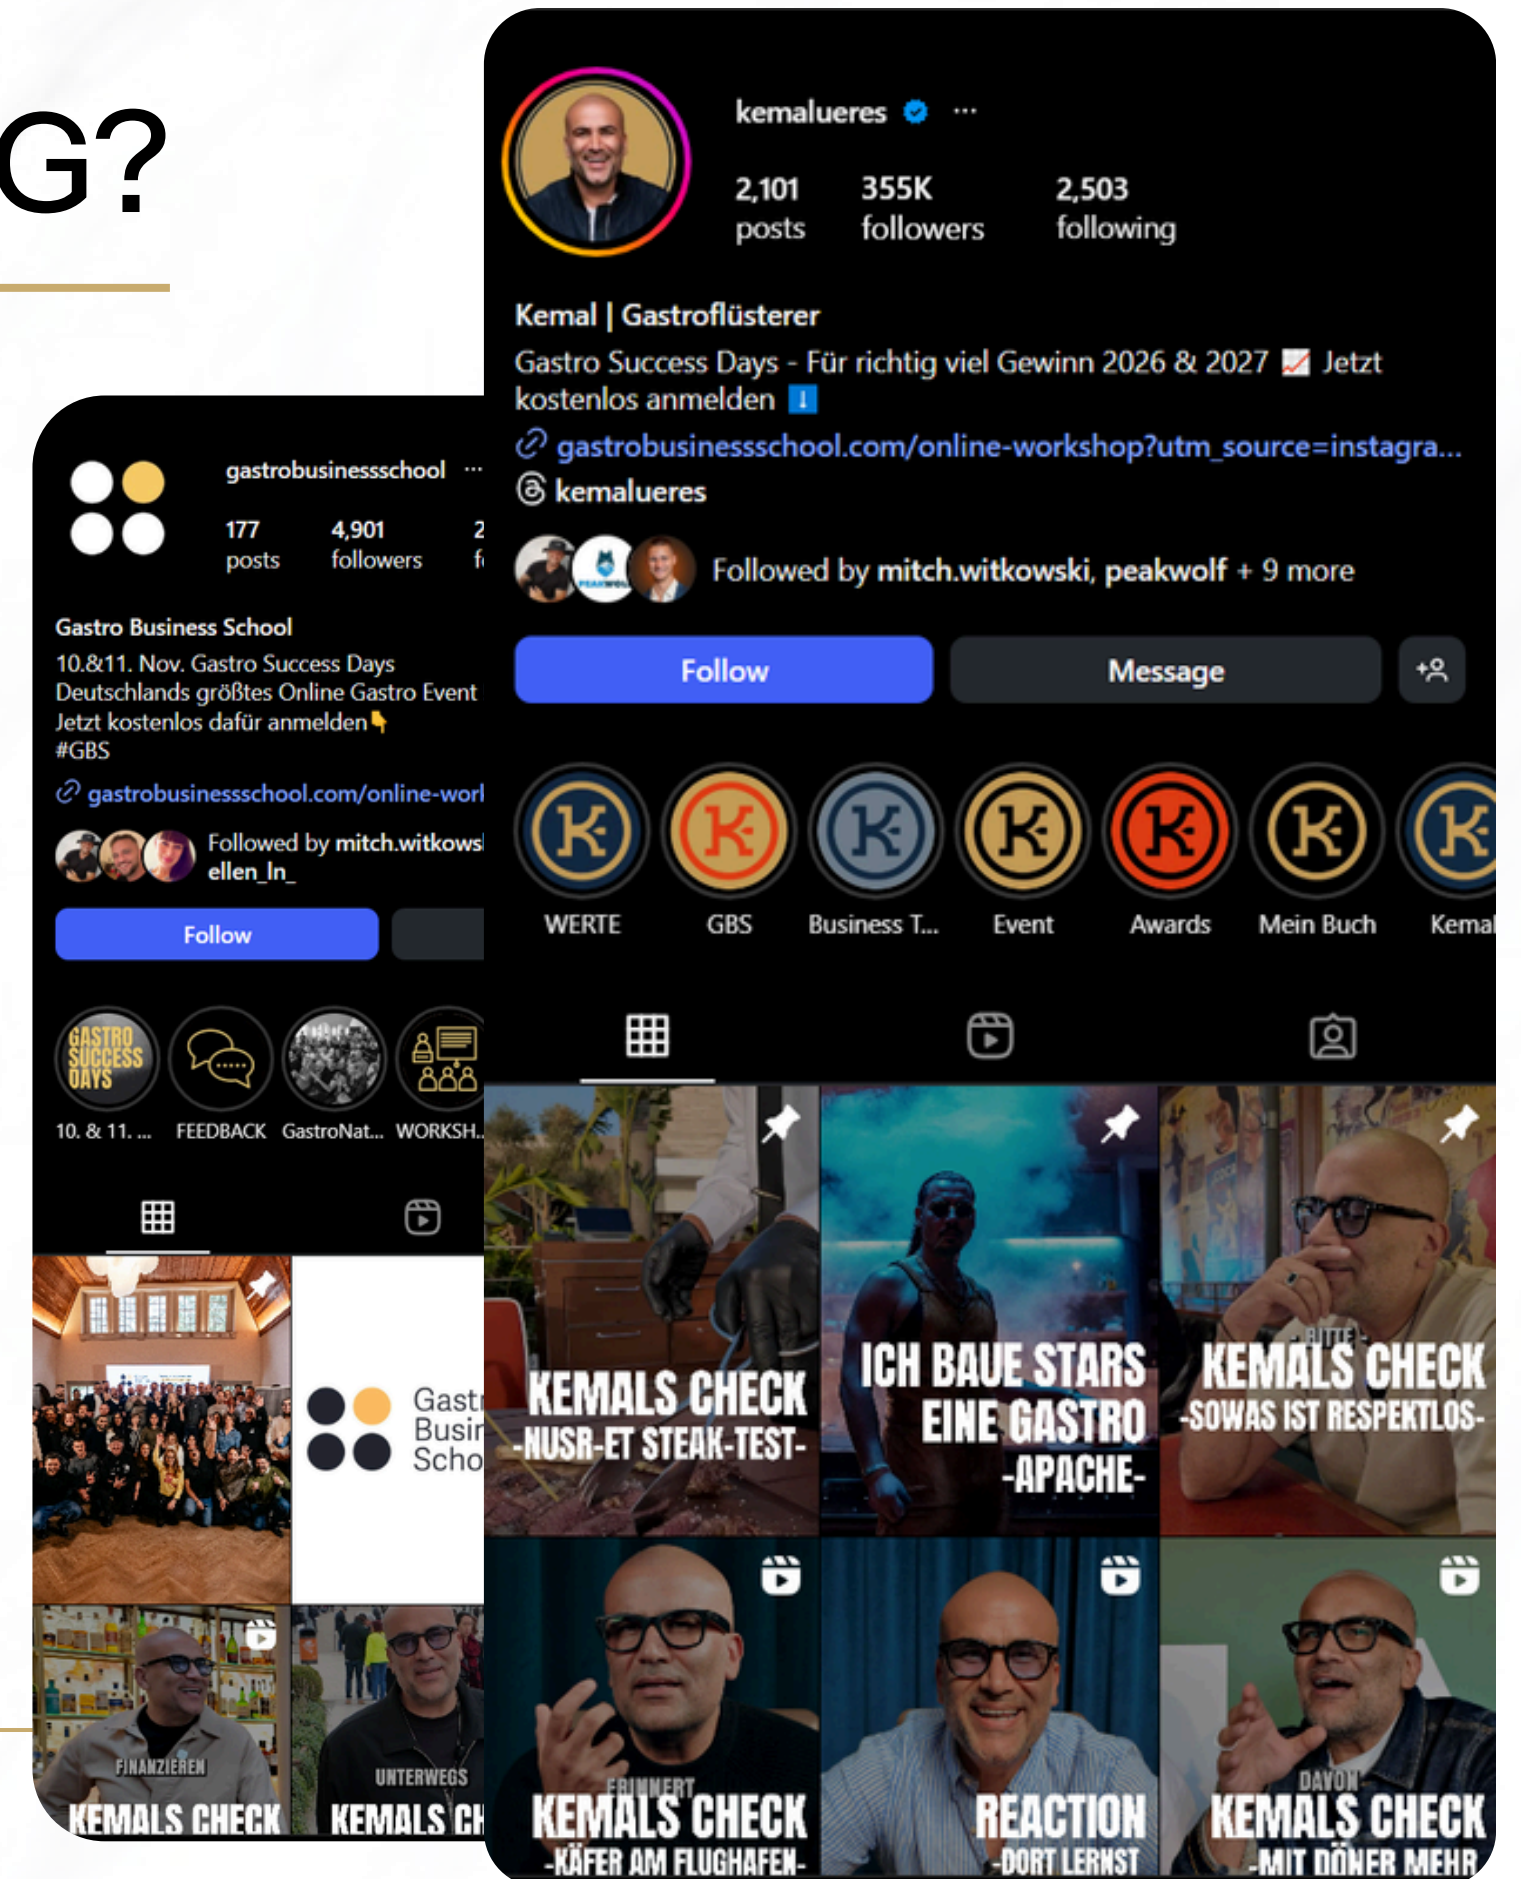 G?
kemalueres
2,101 355K 2,503
posts followers following
Kemal | Gastroflüsterer
Gastro Success Days - Für richtig viel Gewinn 2026 & 2027 📈 Jetzt
kostenlos anmelden ⬇️
gastrobusinessschool.com/online-workshop?utm_source=instagra...
kemalueres
Followed by mitch.witkowski, peakwolf + 9 more
Follow Message
WERTE GBS Business T... Event Awards Mein Buch Kemal
KEMALS CHECK
-NUSR-ET STEAK-TEST-
ICH BAUE STARS
EINE GASTRO
-APACHE-
- BITTE -
KEMALS CHECK
-SOWAS IST RESPEKTLOS-
ERINNERT
KEMALS CHECK
-KÄFER AM FLUGHAFEN-
REACTION
-DORT LERNST
DAVON
KEMALS CHECK
-MIT DÖNER MEHR
gastrobusinessschool ...
177 4,901 2
posts followers f
Gastro Business School
10.&11. Nov. Gastro Success Days
Deutschlands größtes Online Gastro Event
Jetzt kostenlos dafür anmelden👇
#GBS
gastrobusinessschool.com/online-wor
Followed by mitch.witkows
ellen_ln_
Follow
GASTRO
SUCCESS
DAYS
10. & 11. ... FEEDBACK GastroNat... WORKSH...
Gastr
Busin
Scho
FINANZIEREN
KEMALS CHECK
UNTERWEGS
KEMALS CH